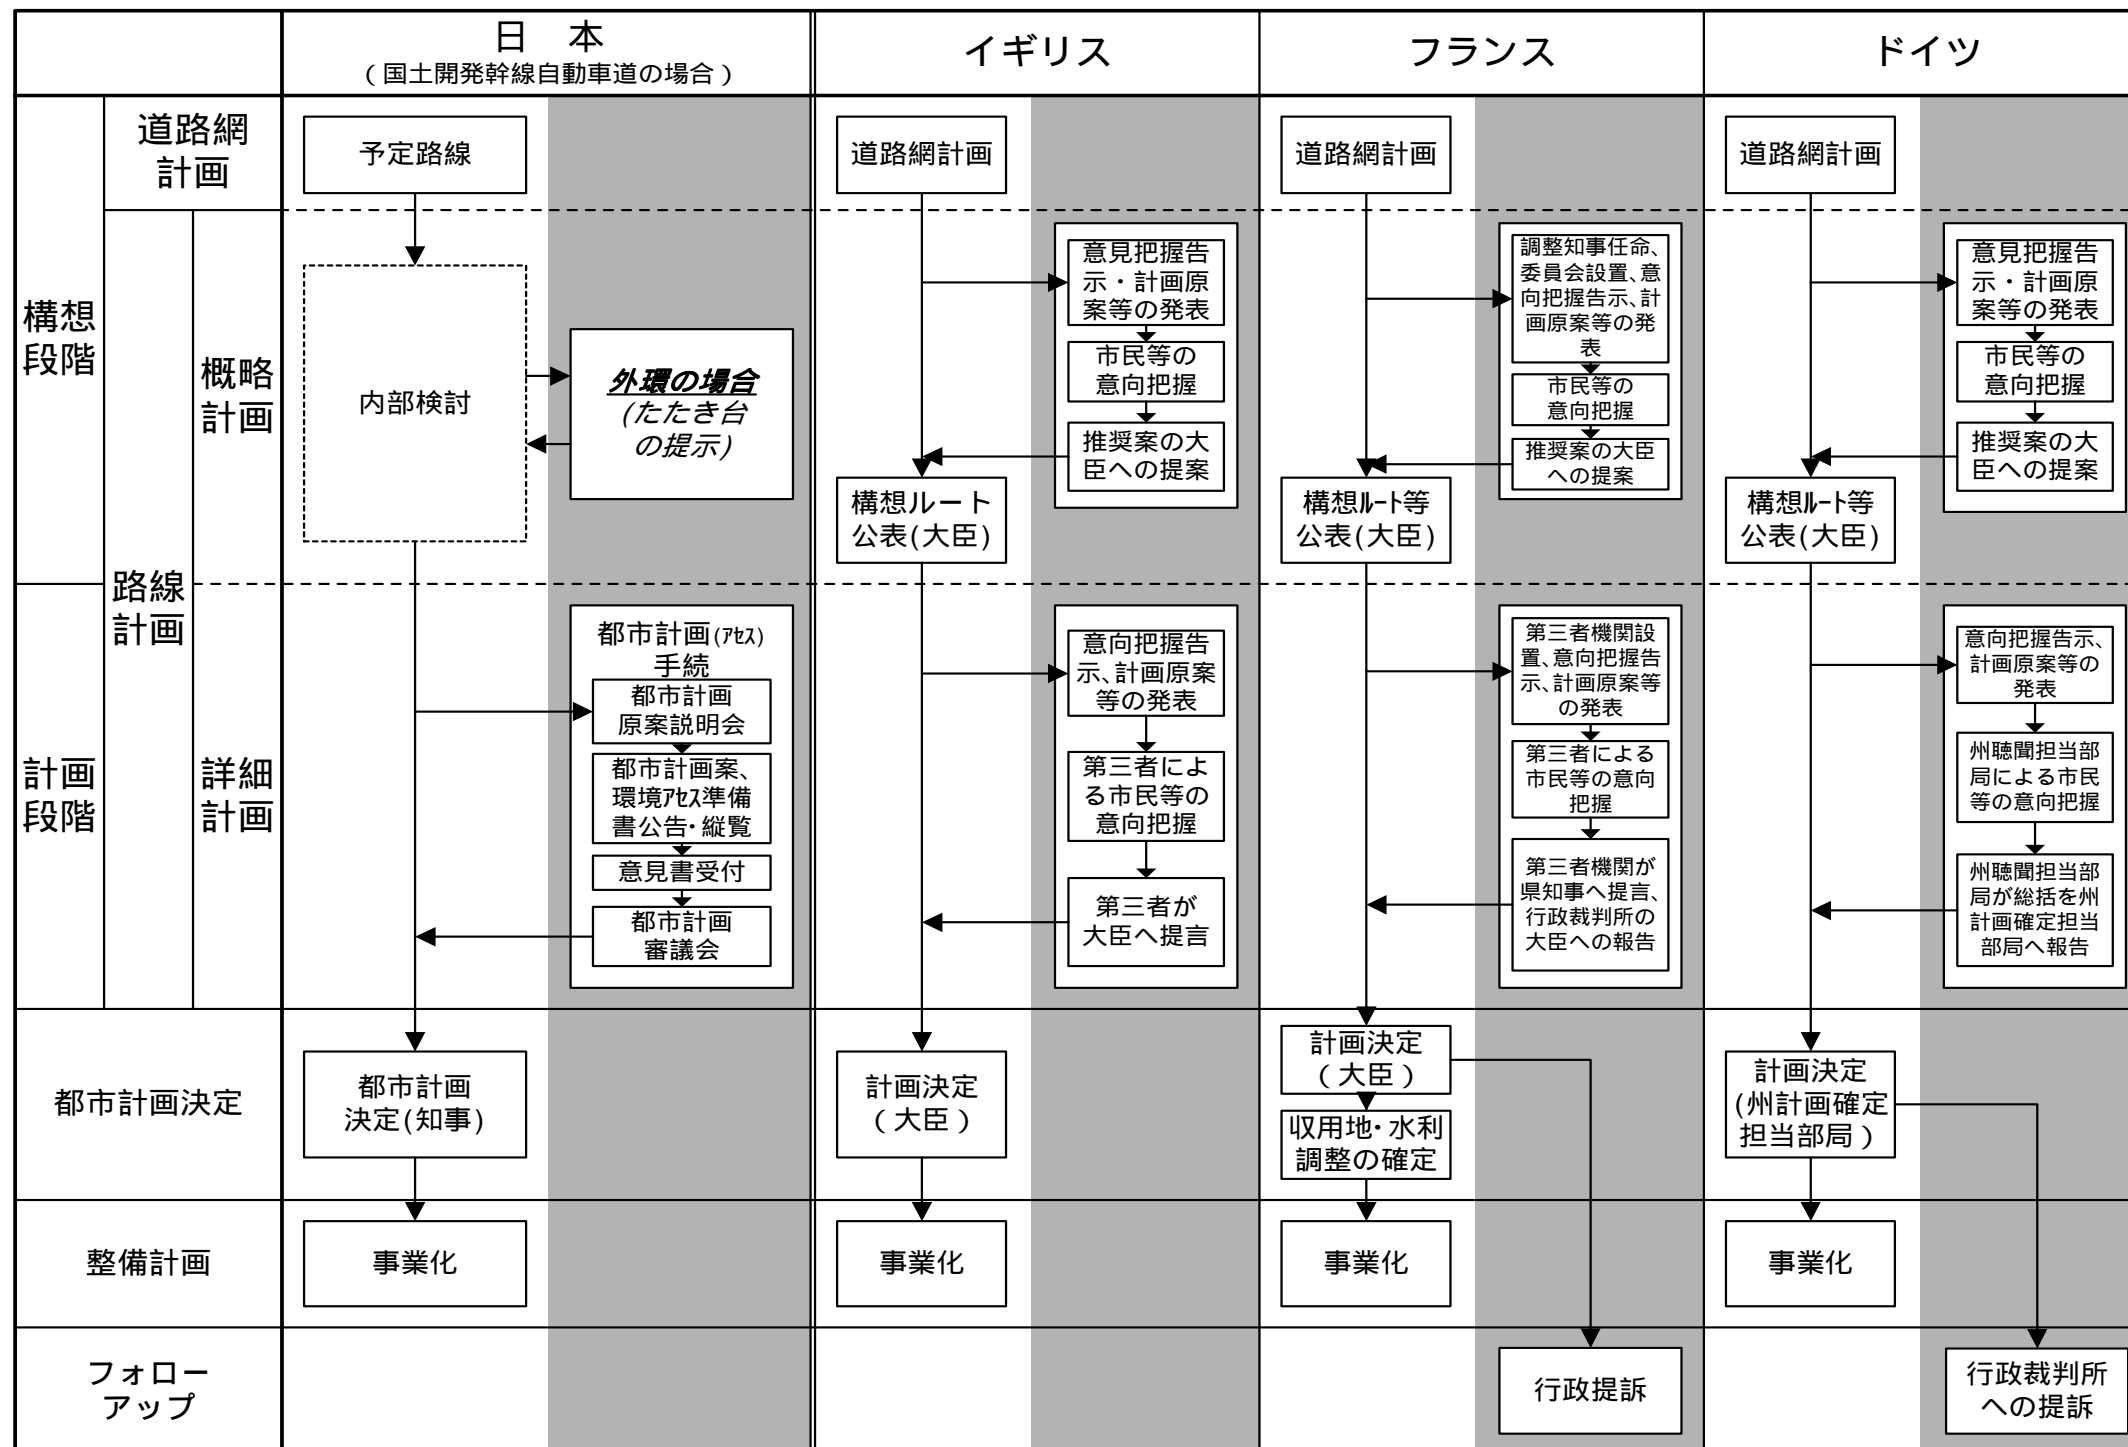 日　本
（国土開発幹線自動車道の場合）
イギリス
フランス
ドイツ
構想
段階
道路網
計画
予定路線
道路網計画
道路網計画
道路網計画
路線
計画
概略
計画
内部検討
外環の場合
(たたき台
の提示)
意見把握告
示・計画原
案等の発表
市民等の
意向把握
推奨案の大
臣への提案
構想ルート
公表(大臣)
調整知事任命、
委員会設置、意
向把握告示、計
画原案等の発
表
市民等の
意向把握
推奨案の大臣
への提案
構想ﾙｰﾄ等
公表(大臣)
意見把握告
示・計画原
案等の発表
市民等の
意向把握
推奨案の大
臣への提案
構想ﾙｰﾄ等
公表(大臣)
計画
段階
詳細
計画
都市計画(ｱｾｽ)
手続
都市計画
原案説明会
都市計画案、
環境ｱｾｽ準備
書公告・縦覧
意見書受付
都市計画
審議会
意向把握告
示、計画原案
等の発表
第三者によ
る市民等の
意向把握
第三者が
大臣へ提言
第三者機関設
置、意向把握告
示、計画原案等
の発表
第三者による
市民等の意向
把握
第三者機関が
県知事へ提言、
行政裁判所の
大臣への報告
意向把握告示、
計画原案等の
発表
州聴聞担当部
局による市民
等の意向把握
州聴聞担当部
局が総括を州
計画確定担当
部局へ報告
都市計画決定
都市計画
決定(知事)
計画決定
（大臣）
計画決定
（大臣）
収用地・水利
調整の確定
計画決定
(州計画確定
担当部局）
整備計画
事業化
事業化
事業化
事業化
フォロー
アップ
行政提訴
行政裁判所
への提訴